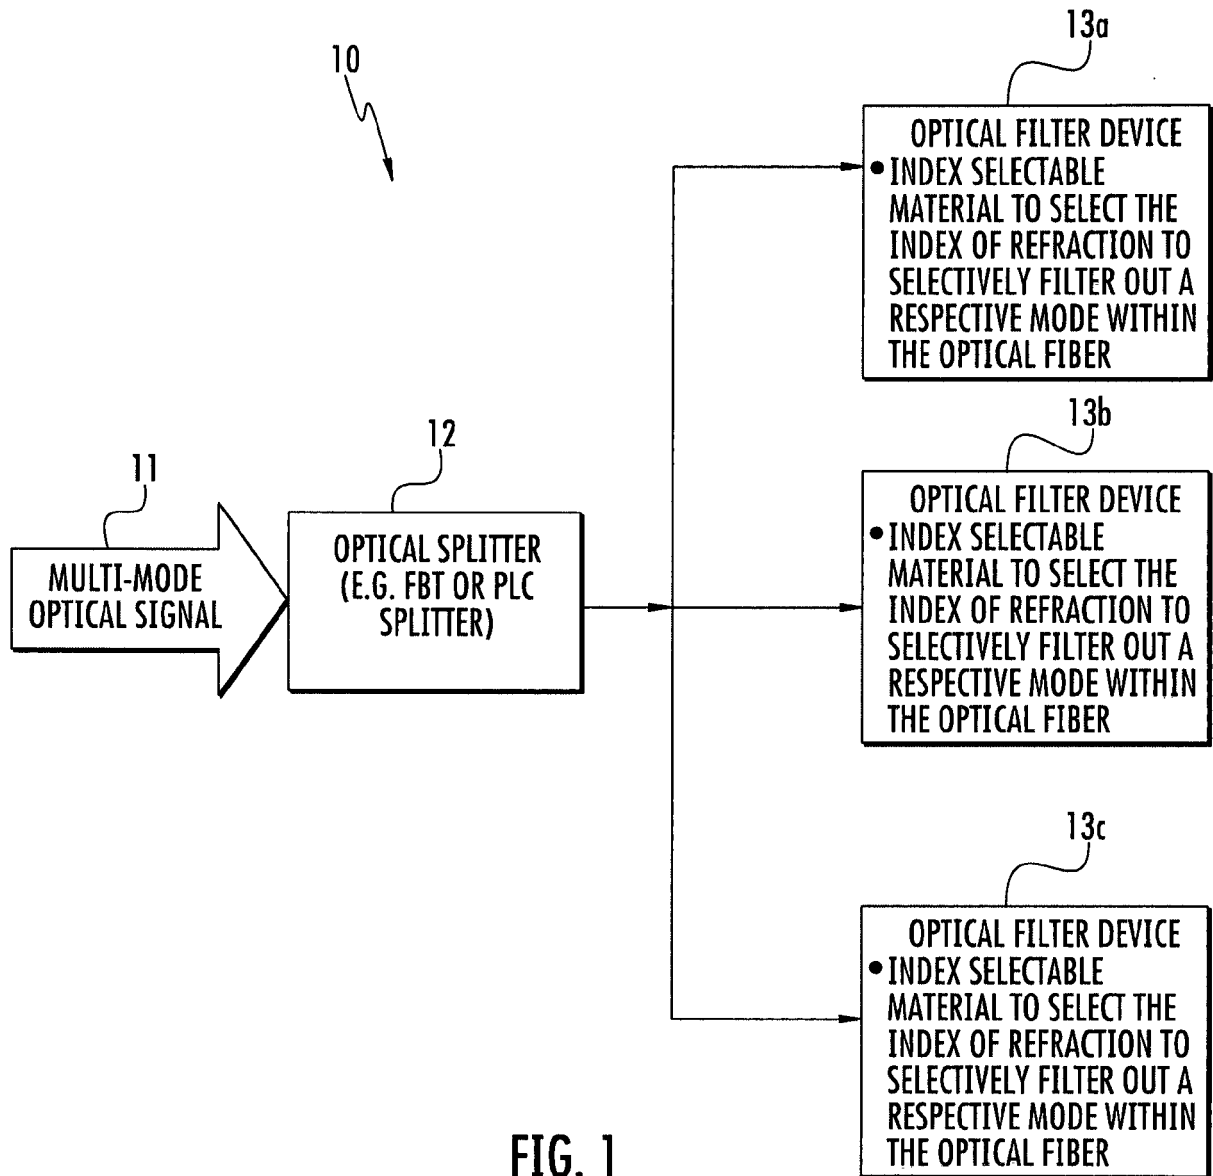 10
13a
OPTICAL FILTER DEVICE
• INDEX SELECTABLE
MATERIAL TO SELECT THE
INDEX OF REFRACTION TO
SELECTIVELY FILTER OUT A
RESPECTIVE MODE WITHIN
THE OPTICAL FIBER
11
MULTI-MODE
OPTICAL SIGNAL
12
OPTICAL SPLITTER
(E.G. FBT OR PLC
SPLITTER)
13b
OPTICAL FILTER DEVICE
• INDEX SELECTABLE
MATERIAL TO SELECT THE
INDEX OF REFRACTION TO
SELECTIVELY FILTER OUT A
RESPECTIVE MODE WITHIN
THE OPTICAL FIBER
13c
OPTICAL FILTER DEVICE
• INDEX SELECTABLE
MATERIAL TO SELECT THE
INDEX OF REFRACTION TO
SELECTIVELY FILTER OUT A
RESPECTIVE MODE WITHIN
THE OPTICAL FIBER
FIG. 1